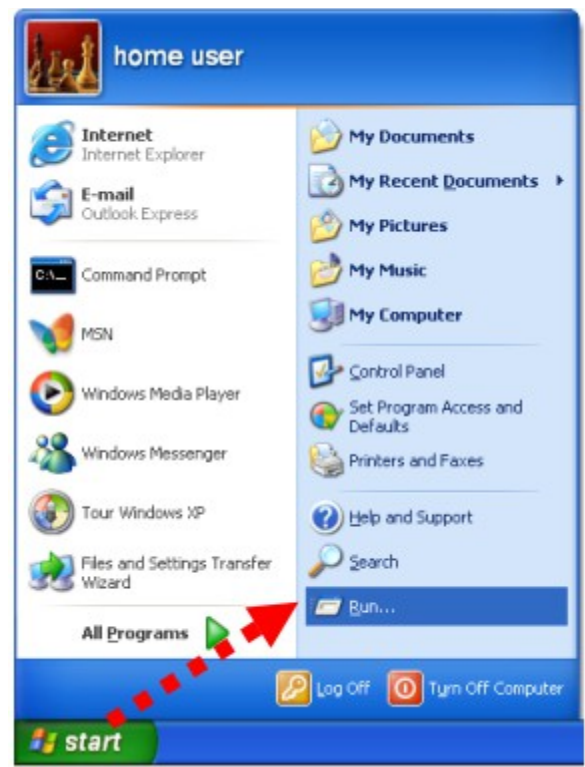 home user
Internet
Internet Explorer
E-mail
Outlook Express
C:\_ Command Prompt
MSN
Windows Media Player
Windows Messenger
Tour Windows XP
Files and Settings Transfer
Wizard
All Programs
My Documents
My Recent Documents
My Pictures
My Music
My Computer
Control Panel
Set Program Access and
Defaults
Printers and Faxes
Help and Support
Search
Run...
Log Off
Turn Off Computer
start